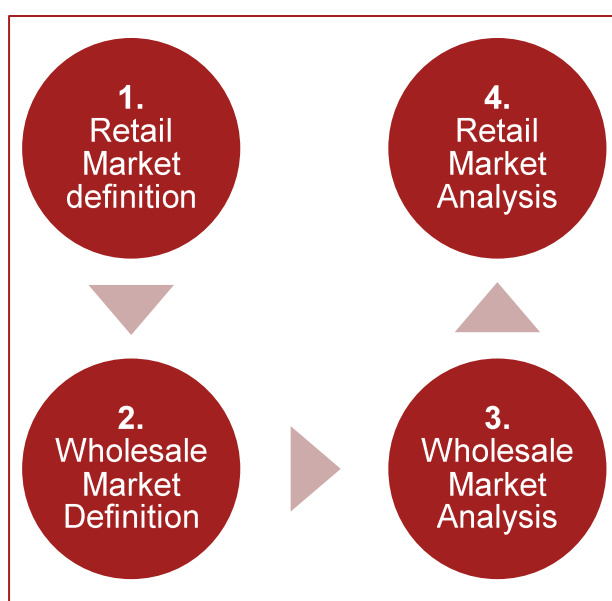 1.
Retail
Market
definition
2.
Wholesale
Market
Definition
3.
Wholesale
Market
Analysis
4.
Retail
Market
Analysis